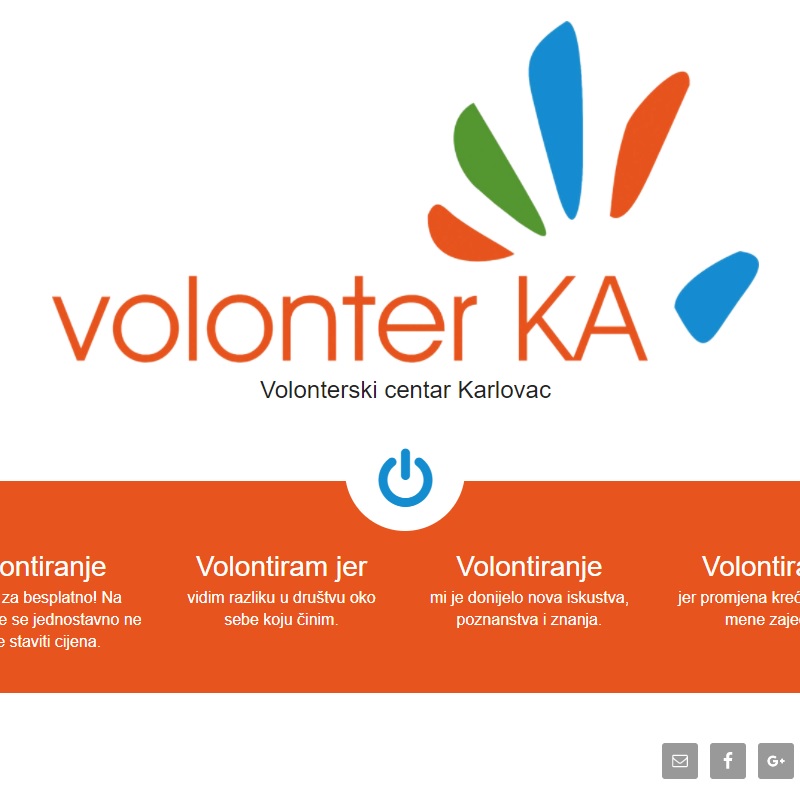 volonter KA
Volonterski centar Karlovac
ontiranje
za besplatno! Na
e se jednostavno ne
e staviti cijena.
Volontiram jer
vidim razliku u društvu oko
sebe koju činim.
Volontiranje
mi je donijelo nova iskustva,
poznanstva i znanja.
Volontira
jer promjena kreć
mene zaje
f
G+